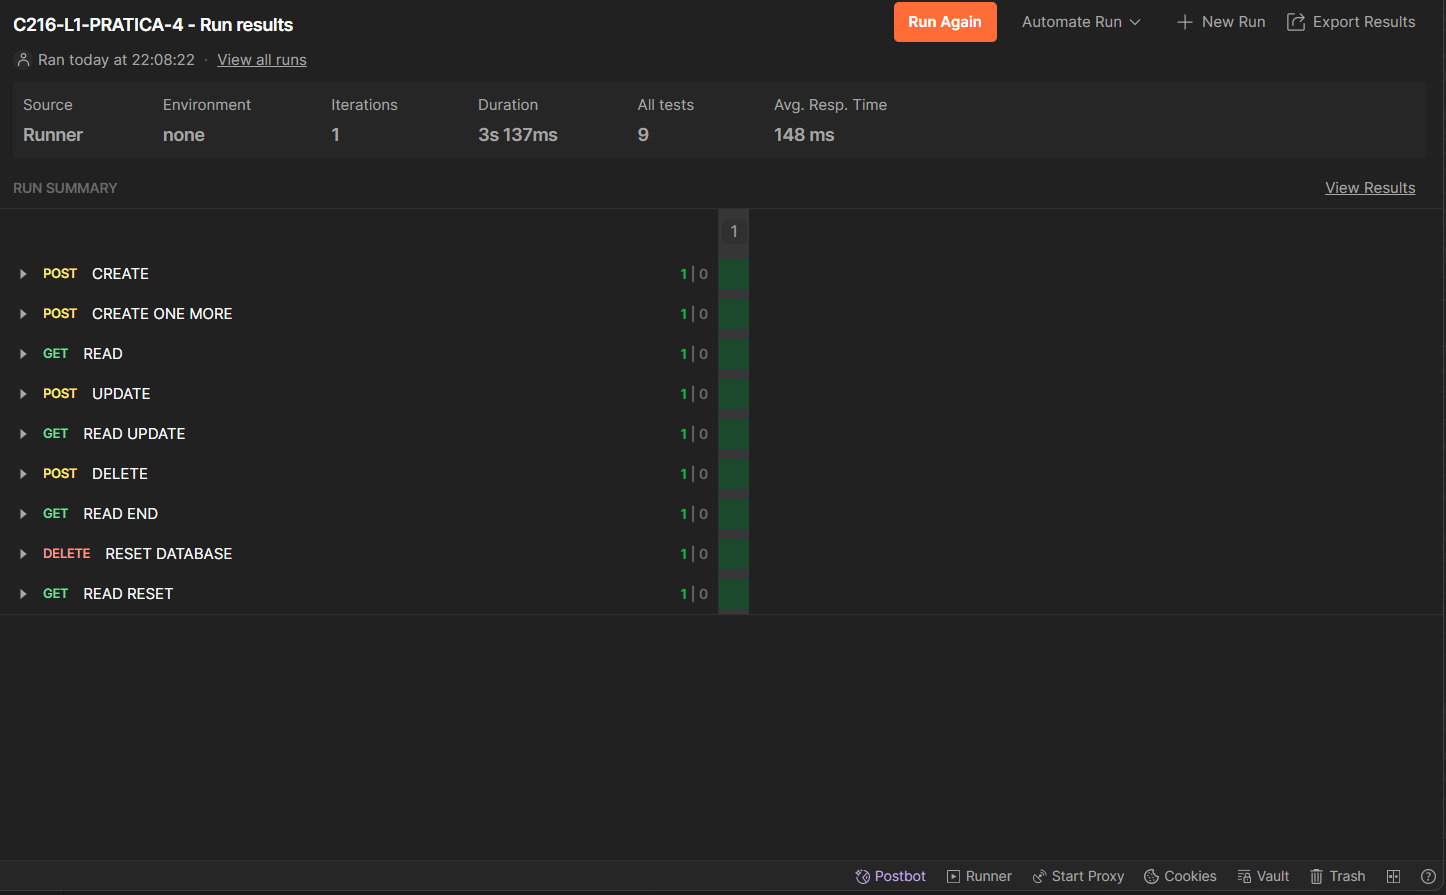 C216-L1-PRATICA-4 - Run results
Run Again
Automate Run
New Run
Export Results
Ran today at 22:08:22 · View all runs
Source Environment Iterations Duration All tests Avg. Resp. Time
Runner none 1 3s 137ms 9 148 ms
RUN SUMMARY
View Results
1
POST CREATE 1 | 0
POST CREATE ONE MORE 1 | 0
GET READ 1 | 0
POST UPDATE 1 | 0
GET READ UPDATE 1 | 0
POST DELETE 1 | 0
GET READ END 1 | 0
DELETE RESET DATABASE 1 | 0
GET READ RESET 1 | 0
Postbot Runner Start Proxy Cookies Vault Trash ?